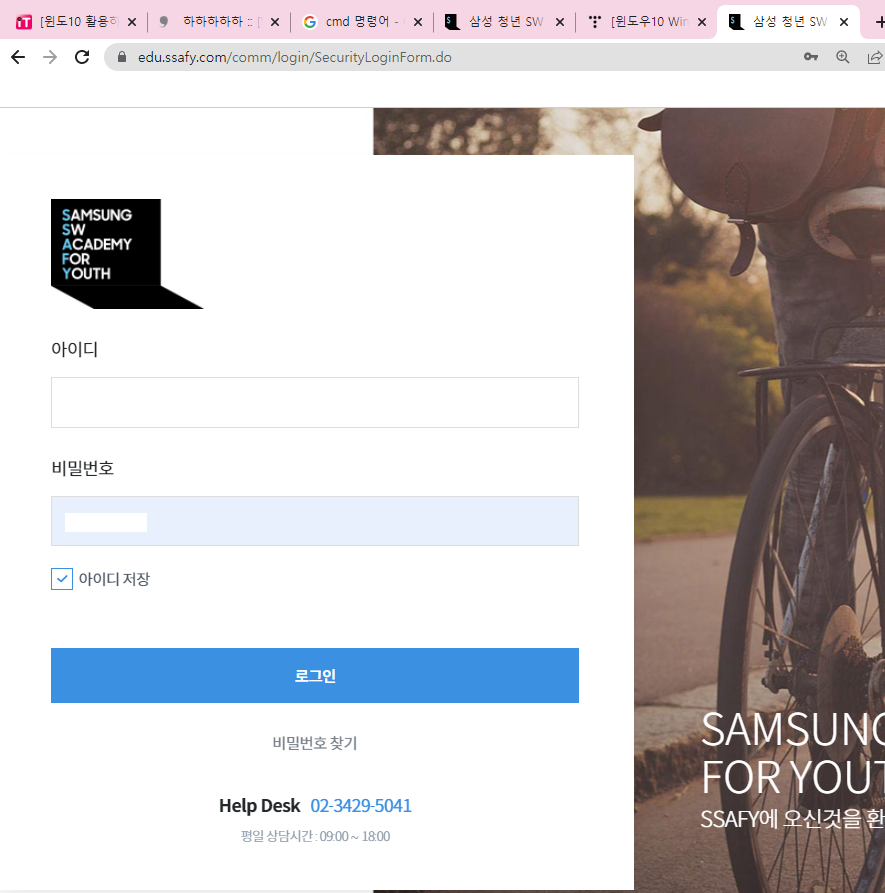 [윈도10 활용하
하하하하하 :: [
cmd 명령어 -
삼성 청년 SW
[윈도우10 Win
삼성 청년 SW
edu.ssafy.com/comm/login/SecurityLoginForm.do
SAMSUNG
SW
ACADEMY
FOR
YOUTH
아이디
비밀번호
아이디 저장
로그인
비밀번호 찾기
Help Desk 02-3429-5041
평일 상담시간 : 09:00 ~ 18:00
SAMSUNG
FOR YOUT
SSAFY에 오신것을 환